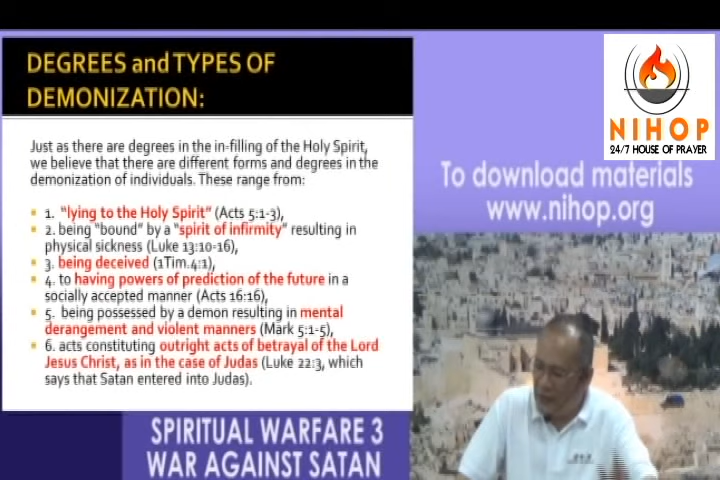 DEGREES and TYPES OF
DEMONIZATION:
Just as there are degrees in the in-filling of the Holy Spirit,
we believe that there are different forms and degrees in the
demonization of individuals. These range from:
1. "lying to the Holy Spirit" (Acts 5:1-3),
2. being "bound" by a "spirit of infirmity" resulting in
physical sickness (Luke 13:10-16),
3. being deceived (1Tim.4:1),
4. to having powers of prediction of the future in a
socially accepted manner (Acts 16:16),
5. being possessed by a demon resulting in mental
derangement and violent manners (Mark 5:1-5),
6. acts constituting outright acts of betrayal of the Lord
Jesus Christ, as in the case of Judas (Luke 22:3, which
says that Satan entered into Judas).
NIHOP
24/7 HOUSE OF PRAYER
To download materials
www.nihop.org
SPIRITUAL WARFARE 3
WAR AGAINST SATAN